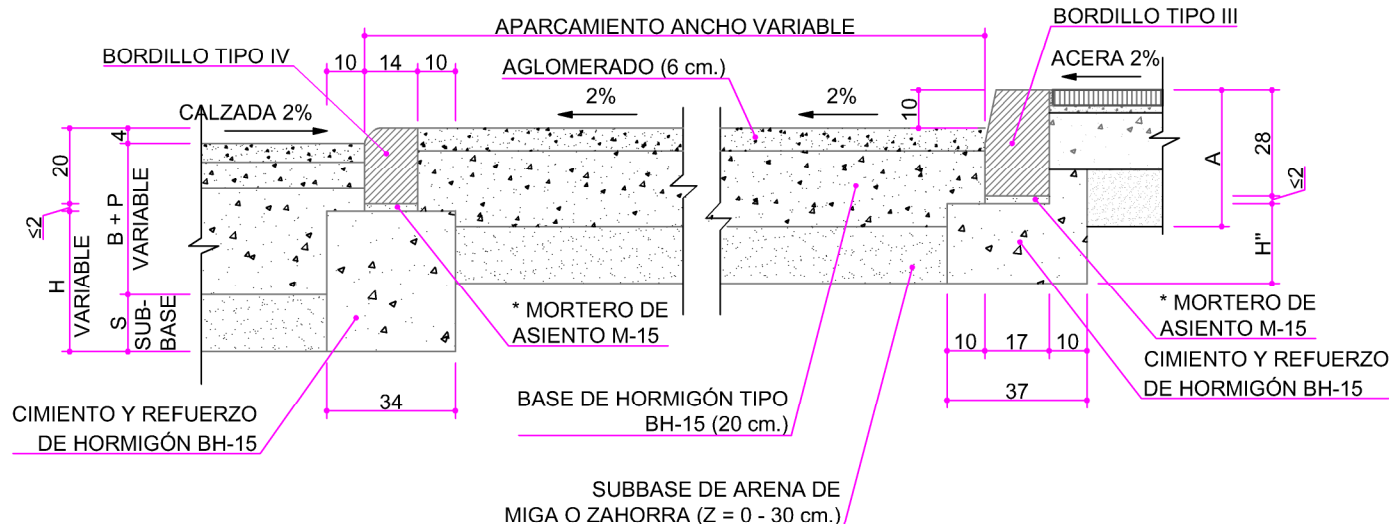 APARCAMIENTO ANCHO VARIABLE
BORDILLO TIPO III
BORDILLO TIPO IV
10 14 10
AGLOMERADO (6 cm.)
ACERA 2%
CALZADA 2%
2%
2%
10
20
4
≤2
H
VARIABLE
B + P
VARIABLE
S
SUB-
BASE
A
28
≤2
H"
* MORTERO DE
ASIENTO M-15
* MORTERO DE
ASIENTO M-15
10 17 10
34
37
BASE DE HORMIGÓN TIPO
BH-15 (20 cm.)
CIMIENTO Y REFUERZO
DE HORMIGÓN BH-15
CIMIENTO Y REFUERZO
DE HORMIGÓN BH-15
SUBBASE DE ARENA DE
MIGA O ZAHORRA (Z = 0 - 30 cm.)